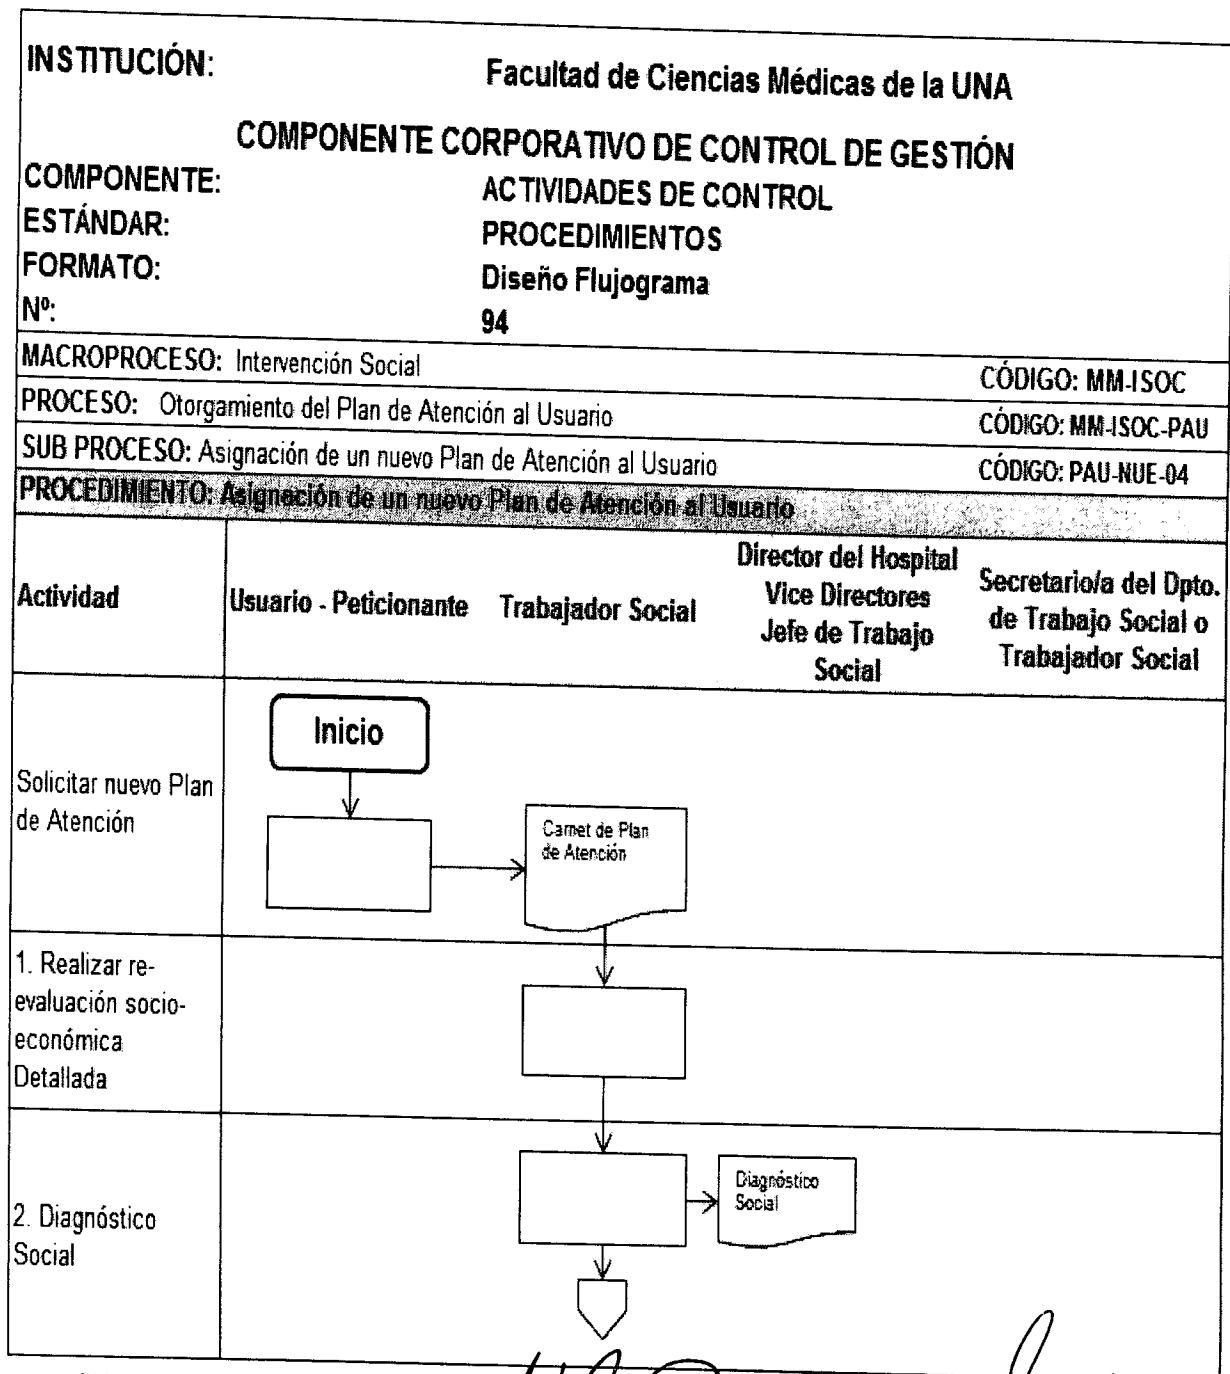 INSTITUCIÓN: Facultad de Ciencias Médicas de la UNA
COMPONENTE CORPORATIVO DE CONTROL DE GESTIÓN
COMPONENTE: ACTIVIDADES DE CONTROL
ESTÁNDAR: PROCEDIMIENTOS
FORMATO: Diseño Flujograma
Nº: 94
MACROPROCESO: Intervención Social CÓDIGO: MM-ISOC
PROCESO: Otorgamiento del Plan de Atención al Usuario CÓDIGO: MM-ISOC-PAU
SUB PROCESO: Asignación de un nuevo Plan de Atención al Usuario CÓDIGO: PAU-NUE-04
PROCEDIMIENTO: Asignación de un nuevo Plan de Atención al Usuario
Actividad
Usuario - Peticionante
Trabajador Social
Director del Hospital
Vice Directores
Jefe de Trabajo
Social
Secretario/a del Dpto.
de Trabajo Social o
Trabajador Social
Solicitar nuevo Plan
de Atención
Inicio
Carnet de Plan
de Atención
1. Realizar re-
evaluación socio-
económica
Detallada
2. Diagnóstico
Social
Diagnóstico
Social